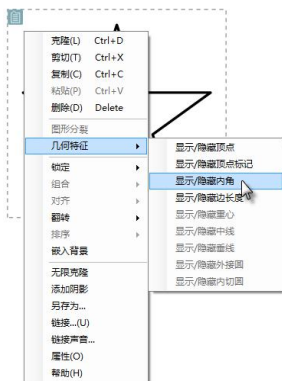 克隆(L) Ctrl+D
剪切(T) Ctrl+X
复制(C) Ctrl+C
粘贴(P) Ctrl+V
删除(D) Delete
图形分裂
几何特征
锁定
组合
对齐
翻转
排序
嵌入背景
无限克隆
添加阴影
另存为...
链接...(U)
链接声音...
属性(O)
帮助(H)
显示/隐藏顶点
显示/隐藏顶点标记
显示/隐藏内角
显示/隐藏边长度
显示/隐藏重心
显示/隐藏中线
显示/隐藏垂线
显示/隐藏外接圆
显示/隐藏内切圆